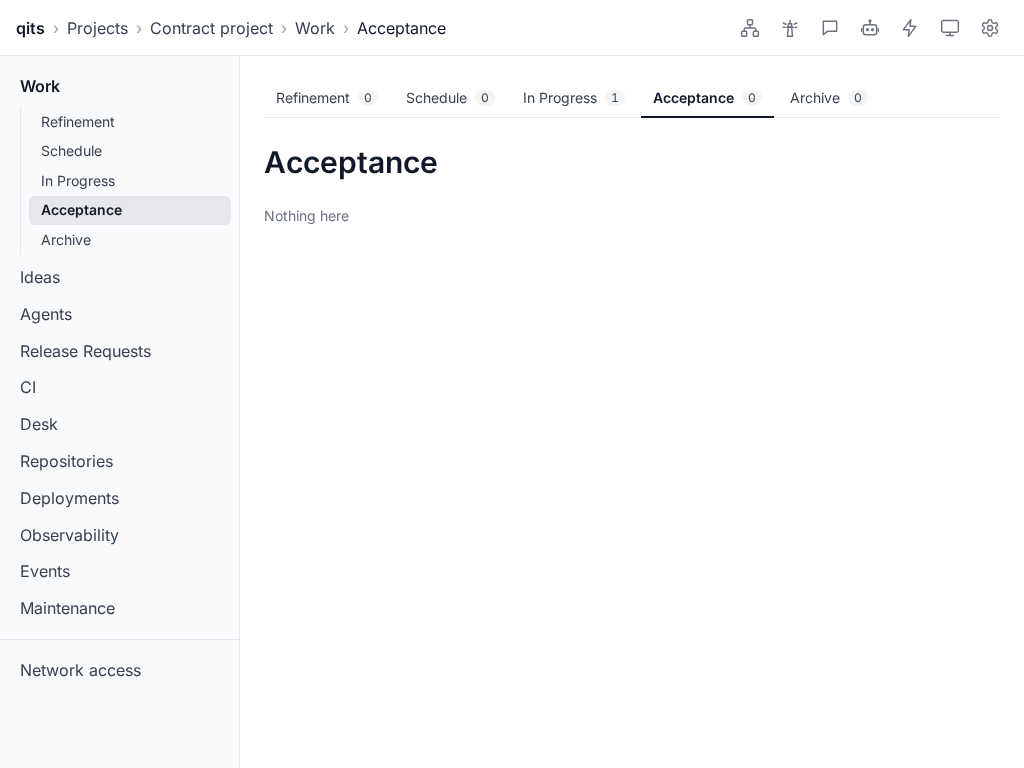 qits › Projects › Contract project › Work › Acceptance
Work
Refinement
Schedule
In Progress
Acceptance
Archive
Ideas
Agents
Release Requests
CI
Desk
Repositories
Deployments
Observability
Events
Maintenance
Network access
Refinement 0 Schedule 0 In Progress 1 Acceptance 0 Archive 0
Acceptance
Nothing here